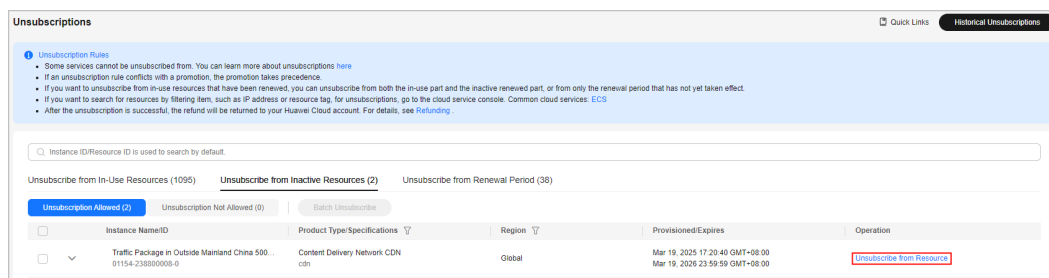 Unsubscriptions
Quick Links
Historical Unsubscriptions
Unsubscription Rules
• Some services cannot be unsubscribed from. You can learn more about unsubscriptions here
• If an unsubscription rule conflicts with a promotion, the promotion takes precedence.
• If you want to unsubscribe from in-use resources that have been renewed, you can unsubscribe from both the in-use part and the inactive renewed part, or from only the renewal period that has not yet taken effect.
• If you want to search for resources by filtering item, such as IP address or resource tag, for unsubscriptions, go to the cloud service console. Common cloud services: ECS
• After the unsubscription is successful, the refund will be returned to your Huawei Cloud account. For details, see Refunding .
Instance ID/Resource ID is used to search by default.
Unsubscribe from In-Use Resources (1095)
Unsubscribe from Inactive Resources (2)
Unsubscribe from Renewal Period (38)
Unsubscription Allowed (2)
Unsubscription Not Allowed (0)
Batch Unsubscribe
Instance Name/ID
Product Type/Specifications
Region
Provisioned/Expires
Operation
Traffic Package in Outside Mainland China 500...
01154-238800008-0
Content Delivery Network CDN
cdn
Global
Mar 19, 2025 17:20:40 GMT+08:00
Mar 19, 2026 23:59:59 GMT+08:00
Unsubscribe from Resource